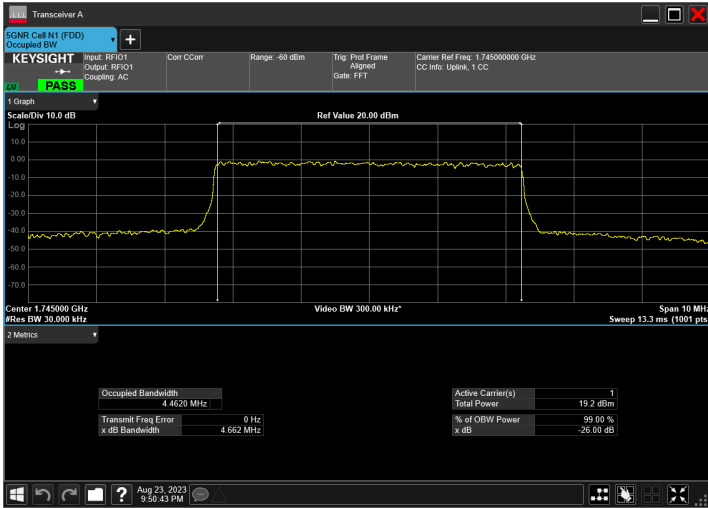 Transceiver A
5GNR Cell N1 (FDD)
Occupied BW
KEYSIGHT
LXI
PASS
Input: RFIO1
Output: RFIO1
Coupling: AC
Corr CCorr
Range: -60 dBm
Trig: Prot Frame
Aligned
Gate: FFT
Carrier Ref Freq: 1.745000000 GHz
CC Info: Uplink, 1 CC
1 Graph
Scale/Div 10.0 dB
Ref Value 20.00 dBm
Log
10.0
0.00
-10.0
-20.0
-30.0
-40.0
-50.0
-60.0
-70.0
Center 1.745000 GHz
Video BW 300.00 kHz*
Span 10 MHz
#Res BW 30.000 kHz
Sweep 13.3 ms (1001 pts
2 Metrics
Occupied Bandwidth
4.4620 MHz
Active Carrier(s) 1
Total Power 19.2 dBm
Transmit Freq Error 0 Hz
x dB Bandwidth 4.662 MHz
% of OBW Power 99.00 %
x dB -26.00 dB
Aug 23, 2023
9:50:43 PM